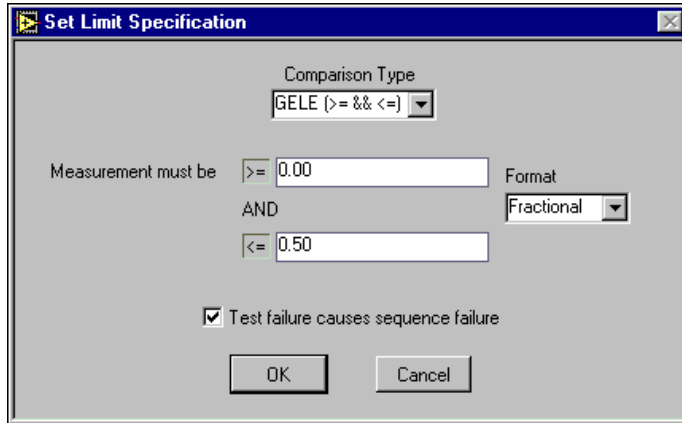 Set Limit Specification
Comparison Type
GELE (>= && <=)
Measurement must be >= 0.00
Format
AND
Fractional
<= 0.50
Test failure causes sequence failure
OK Cancel